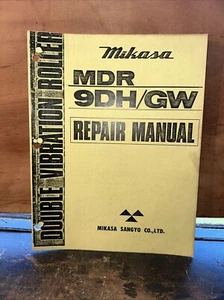 Mikasa
MDR
9DH/GW
REPAIR MANUAL
DOUBLE VIBRATION ROLLER
MIKASA SANGYO CO.,LTD.